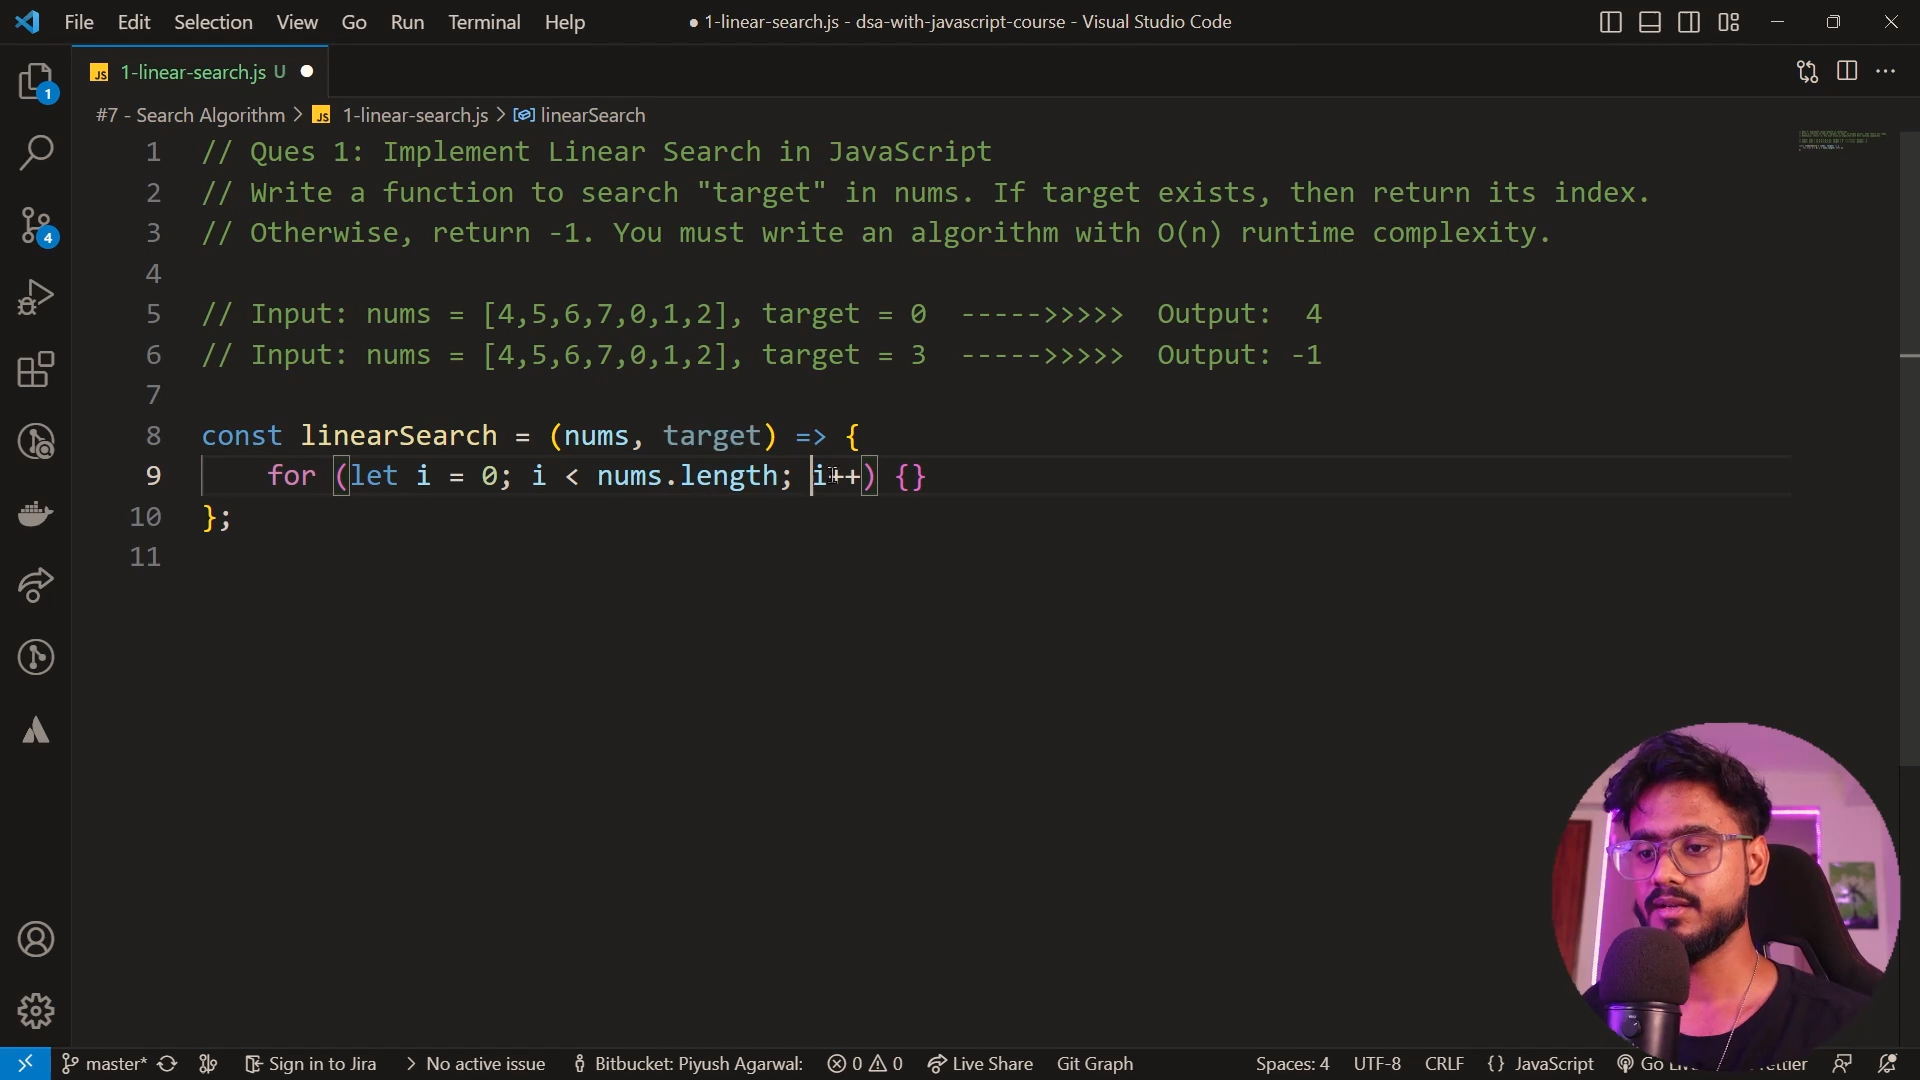 File Edit Selection View Go Run Terminal Help
● 1-linear-search.js - dsa-with-javascript-course - Visual Studio Code
JS 1-linear-search.js U
#7 - Search Algorithm > JS 1-linear-search.js > linearSearch
1 // Ques 1: Implement Linear Search in JavaScript
2 // Write a function to search "target" in nums. If target exists, then return its index.
3 // Otherwise, return -1. You must write an algorithm with O(n) runtime complexity.
4
5 // Input: nums = [4,5,6,7,0,1,2], target = 0 ----->>>>> Output: 4
6 // Input: nums = [4,5,6,7,0,1,2], target = 3 ----->>>>> Output: -1
7
8 const linearSearch = (nums, target) => {
9 for (let i = 0; i < nums.length; i++) {}
10 };
11
1
4
master* Sign in to Jira > No active issue Bitbucket: Piyush Agarwal: 0 0 Live Share Git Graph Spaces: 4 UTF-8 CRLF {} JavaScript Go